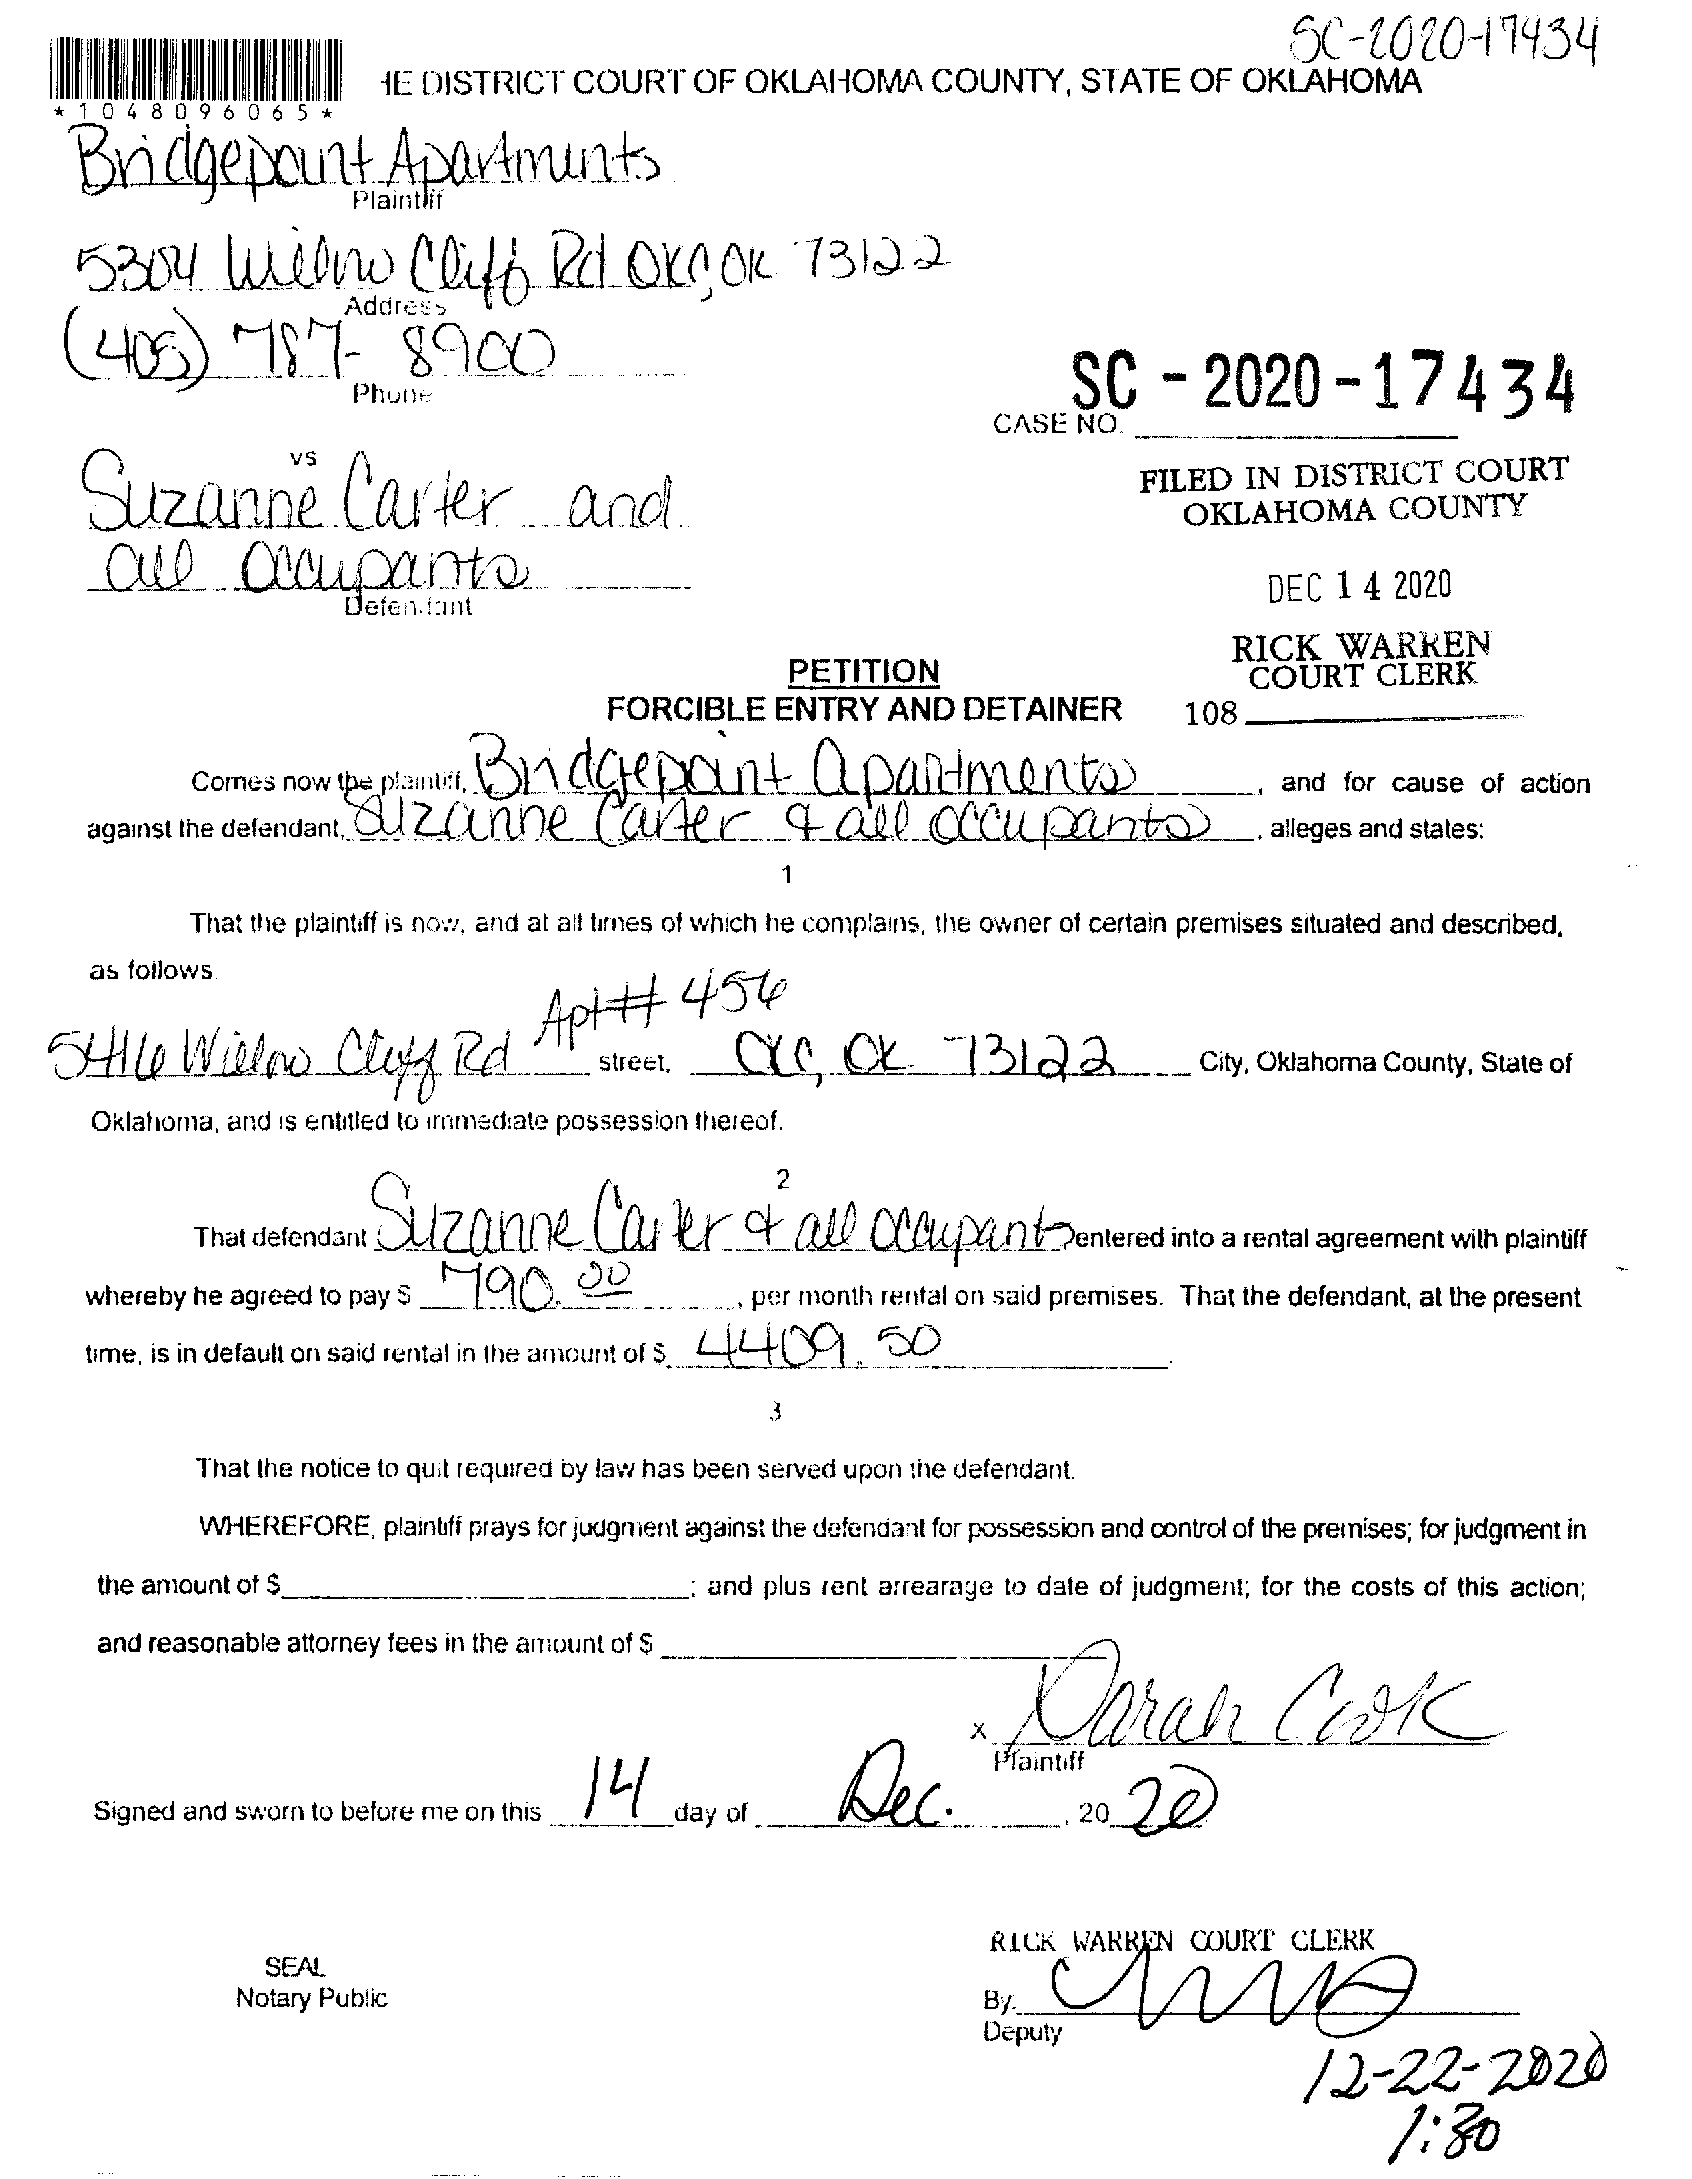 SC-2020-17434
HE DISTRICT COURT OF OKLAHOMA COUNTY, STATE OF OKLAHOMA
*1048096065*
Bridgepoint Apartments
Plaintiff
5304 Willow Cliff Rd OKC, OK 73122
Address
(405) 787-8900
Phone
SC - 2020 - 17434
CASE NO.
vs
Suzanne Carter and
all occupants
Defendant
FILED IN DISTRICT COURT
OKLAHOMA COUNTY
DEC 14 2020
RICK WARREN
COURT CLERK
108
PETITION
FORCIBLE ENTRY AND DETAINER
Comes now the plaintiff, Bridgepoint Apartments, and for cause of action
against the defendant, Suzanne Carter & all occupants, alleges and states:
1
That the plaintiff is now, and at all times of which he complains, the owner of certain premises situated and described,
as follows
5416 Willow Cliff Rd Apt# 456 street, OKC, OK 73122 City, Oklahoma County, State of
Oklahoma, and is entitled to immediate possession thereof.
2
That defendant Suzanne Carter & all occupants entered into a rental agreement with plaintiff
whereby he agreed to pay $ 790.00, per month rental on said premises. That the defendant, at the present
time, is in default on said rental in the amount of $ 4409.50
3
That the notice to quit required by law has been served upon the defendant.
WHEREFORE, plaintiff prays for judgment against the defendant for possession and control of the premises; for judgment in
the amount of $ ; and plus rent arrearage to date of judgment; for the costs of this action;
and reasonable attorney fees in the amount of $
x Darah Cook
Plaintiff
Signed and sworn to before me on this 14 day of Dec. , 20 20
RICK WARREN COURT CLERK
SEAL
Notary Public
By.
Deputy
12-22-2020
1:30